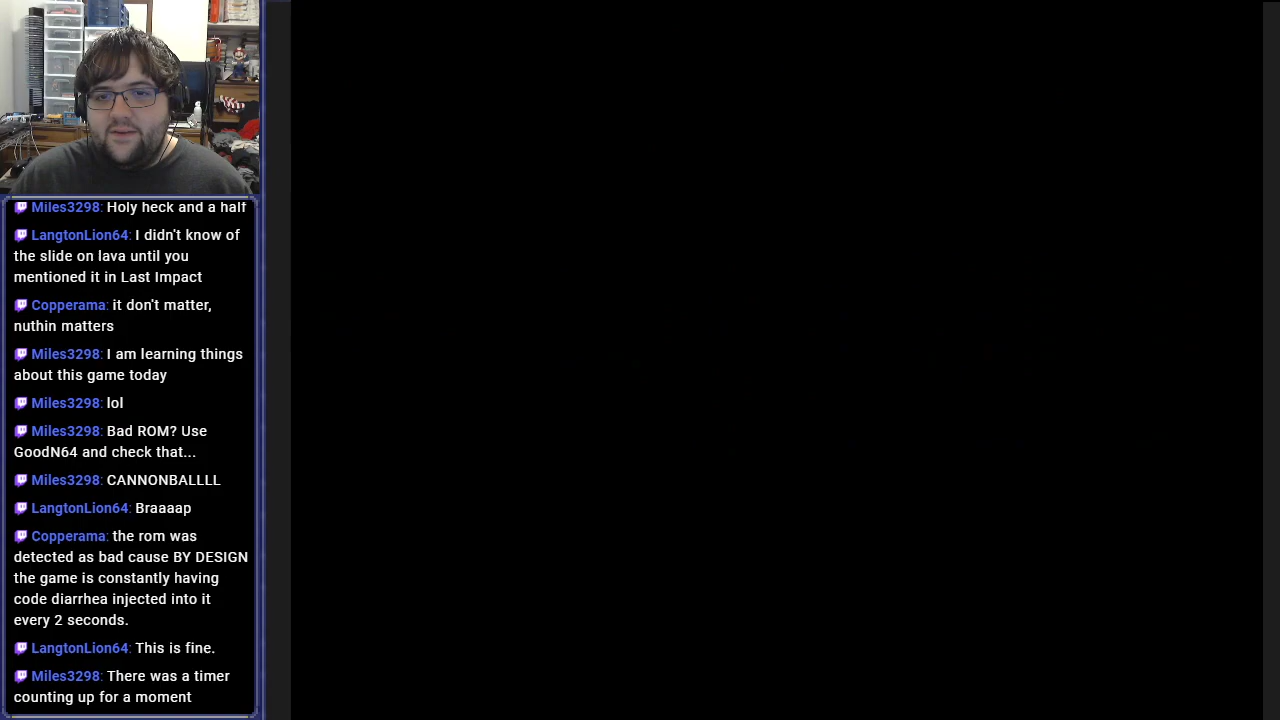 Miles3298: Holy heck and a half
LangtonLion64: I didn't know of
the slide on lava until you
mentioned it in Last Impact
Copperama: it don't matter,
nuthin matters
Miles3298: I am learning things
about this game today
Miles3298: lol
Miles3298: Bad ROM? Use
GoodN64 and check that...
Miles3298: CANNONBALLLL
LangtonLion64: Braaaap
Copperama: the rom was
detected as bad cause BY DESIGN
the game is constantly having
code diarrhea injected into it
every 2 seconds.
LangtonLion64: This is fine.
Miles3298: There was a timer
counting up for a moment